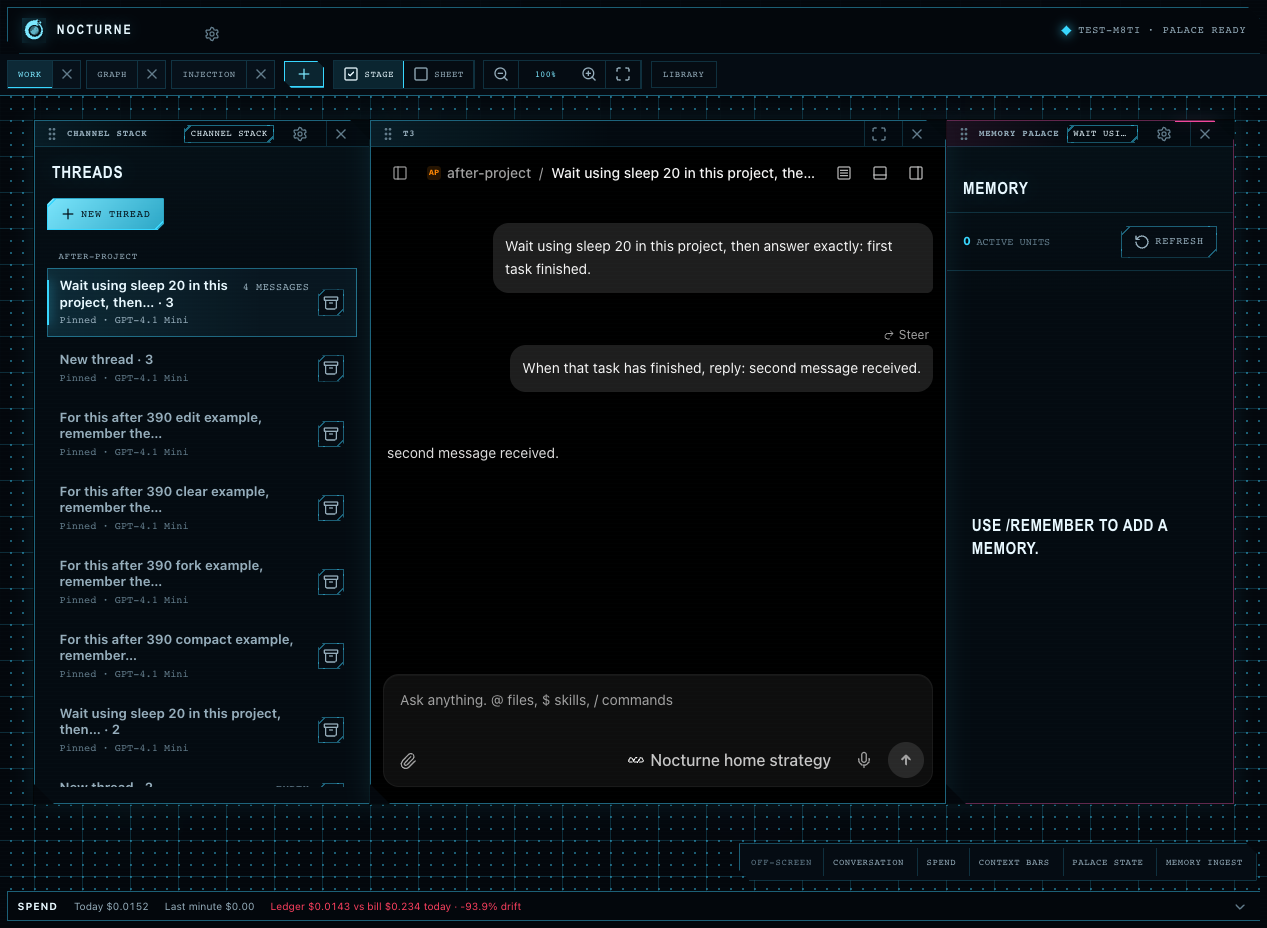 NOCTURNE
TEST-M8TI · PALACE READY
WORK
GRAPH
INJECTION
STAGE
SHEET
100%
LIBRARY
CHANNEL STACK
CHANNEL STACK
THREADS
NEW THREAD
AFTER-PROJECT
Wait using sleep 20 in this
project, then... · 3
4 MESSAGES
Pinned · GPT-4.1 Mini
New thread · 3
Pinned · GPT-4.1 Mini
For this after 390 edit example,
remember the...
Pinned · GPT-4.1 Mini
For this after 390 clear example,
remember the...
Pinned · GPT-4.1 Mini
For this after 390 fork example,
remember the...
Pinned · GPT-4.1 Mini
For this after 390 compact example,
remember...
Pinned · GPT-4.1 Mini
Wait using sleep 20 in this project,
then... · 2
Pinned · GPT-4.1 Mini
New thread · 2
T3
AP after-project / Wait using sleep 20 in this project, the...
Wait using sleep 20 in this project, then answer exactly: first
task finished.
Steer
When that task has finished, reply: second message received.
second message received.
Ask anything. @ files, $ skills, / commands
Nocturne home strategy
MEMORY PALACE
WAIT USI...
MEMORY
0 ACTIVE UNITS
REFRESH
USE /REMEMBER TO ADD A
MEMORY.
OFF-SCREEN
CONVERSATION
SPEND
CONTEXT BARS
PALACE STATE
MEMORY INGEST
SPEND
Today $0.0152
Last minute $0.00
Ledger $0.0143 vs bill $0.234 today · -93.9% drift